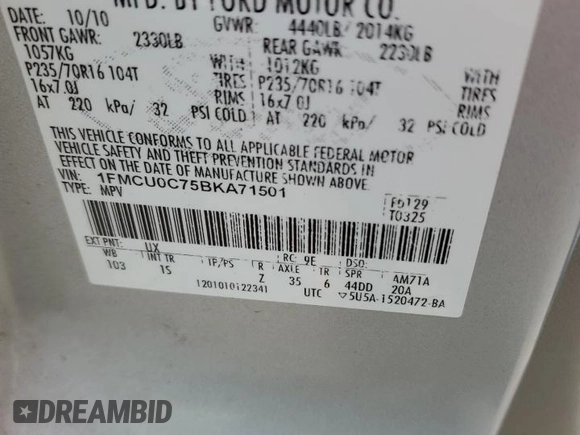 MFD. BY FORD MOTOR CO.
DATE: 10/10 GVWR: 4440LB/ 2014KG
FRONT GAWR: 2330LB REAR GAWR: 2230LB
1057KG WITH 1012KG WITH
P235/70R16 104T TIRES P235/70R16 104T TIRES
16x7.0J RIMS 16x7.0J RIMS
AT 220 kPa/ 32 PSI COLD AT 220 kPa/ 32 PSI COLD
THIS VEHICLE CONFORMS TO ALL APPLICABLE FEDERAL MOTOR
VEHICLE SAFETY AND THEFT PREVENTION STANDARDS IN
EFFECT ON THE DATE OF MANUFACTURE SHOWN ABOVE.
VIN: 1FMCU0C75BKA71501
TYPE: MPV
F0129
T0325
EXT PNT: UX RC: 9E DSO:
WB INT TR TP/PS R AXLE TR SPR AM71A
103 1S Z 35 6 44DD 20A
1201010122341 UTC ▽5U5A-1520472-BA
DREAMBID